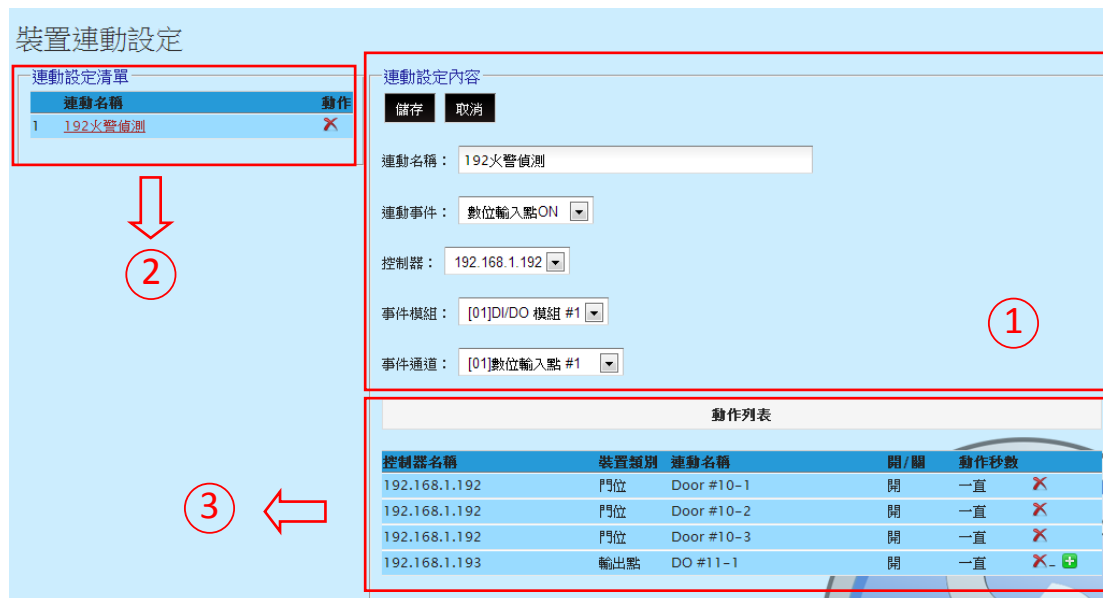 裝置連動設定
連動設定清單
連動名稱 動作
1 192火警偵測
②
連動設定內容
儲存 取消
連動名稱： 192火警偵測
連動事件： 數位輸入點ON
控制器： 192.168.1.192
事件模組： [01]DI/DO 模組 #1
事件通道： [01]數位輸入點 #1
①
動作列表
控制器名稱 裝置類別 連動名稱 開/關 動作秒數
192.168.1.192 門位 Door #10-1 開 一直
192.168.1.192 門位 Door #10-2 開 一直
192.168.1.192 門位 Door #10-3 開 一直
192.168.1.193 輸出點 DO #11-1 開 一直
③